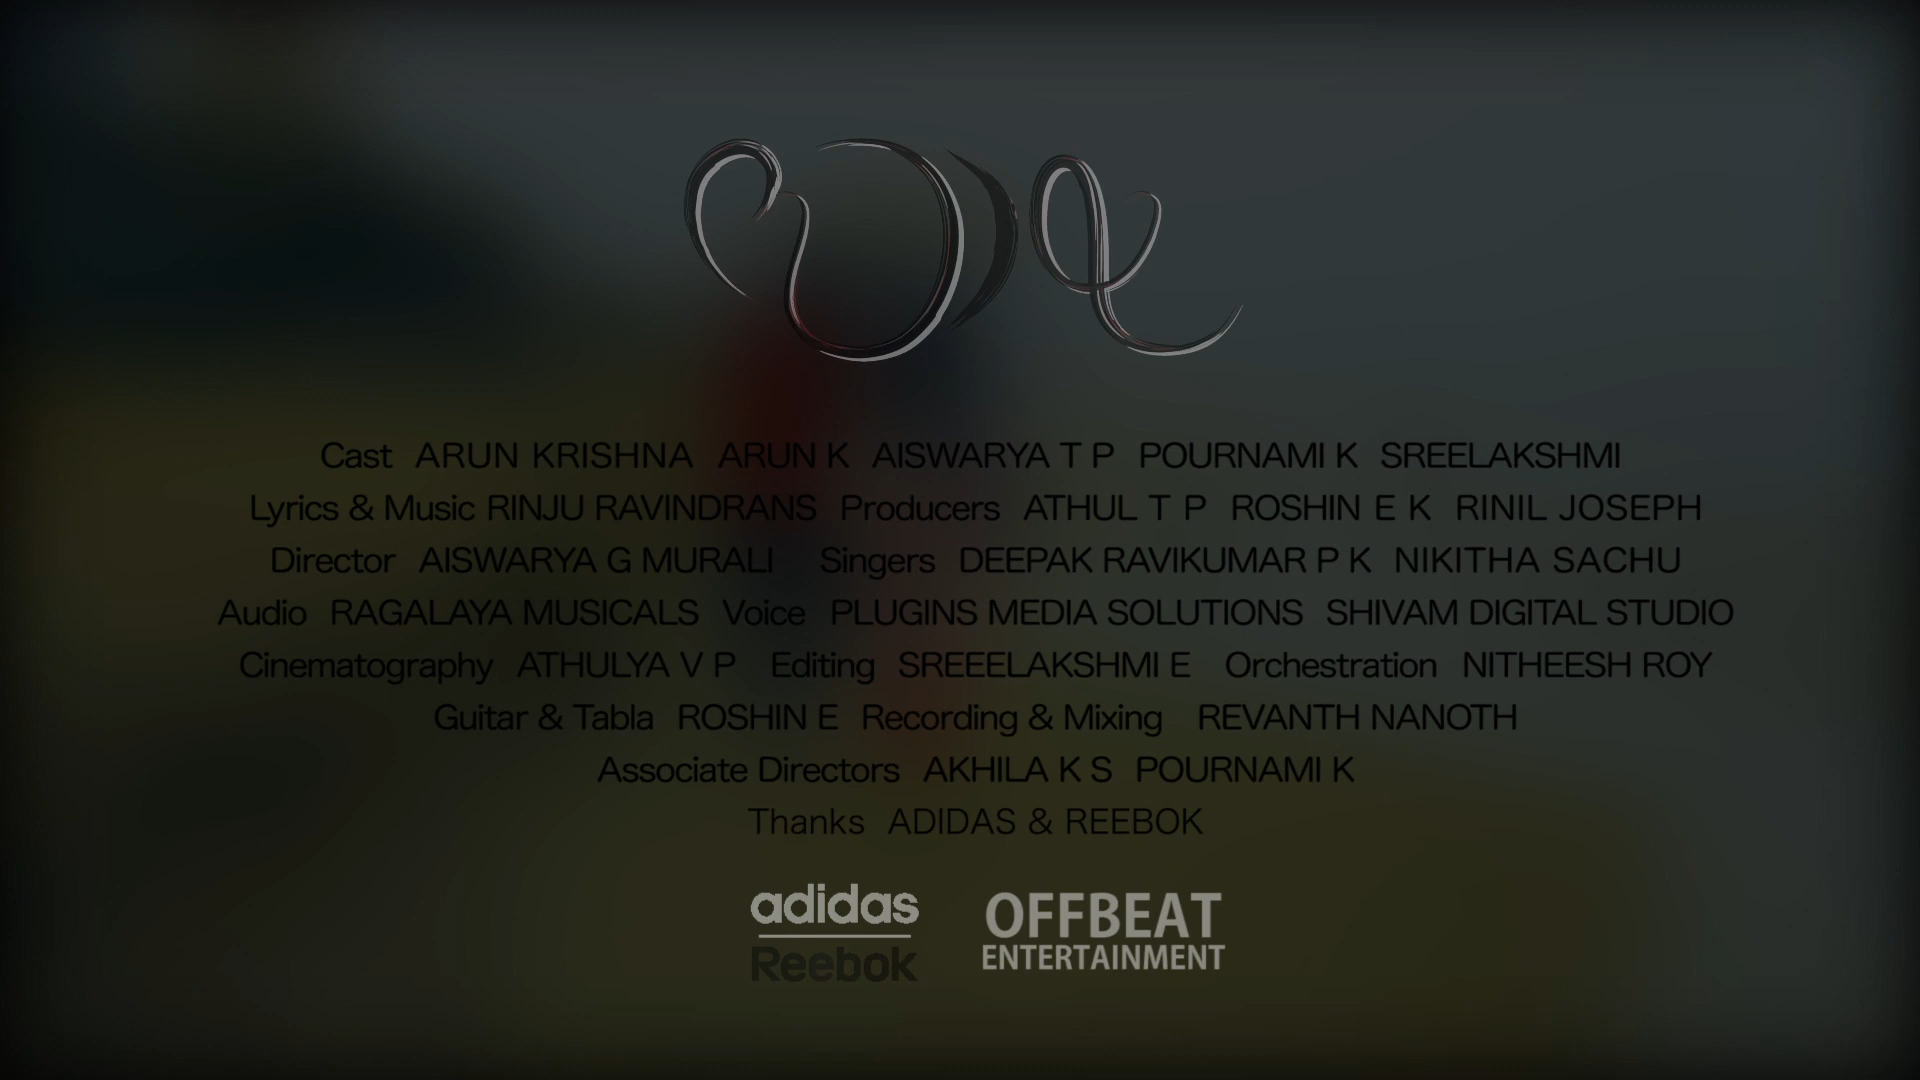 Cast ARUN KRISHNA ARUN K AISWARYA T P POURNAMI K SREELAKSHMI
Lyrics & Music RINJU RAVINDRANS Producers ATHUL T P ROSHIN E K RINIL JOSEPH
Director AISWARYA G MURALI Singers DEEPAK RAVIKUMAR P K NIKITHA SACHU
Audio RAGALAYA MUSICALS Voice PLUGINS MEDIA SOLUTIONS SHIVAM DIGITAL STUDIO
Cinematography ATHULYA V P Editing SREEELAKSHMI E Orchestration NITHEESH ROY
Guitar & Tabla ROSHIN E Recording & Mixing REVANTH NANOTH
Associate Directors AKHILA K S POURNAMI K
Thanks ADIDAS & REEBOK
adidas
Reebok
OFFBEAT
ENTERTAINMENT